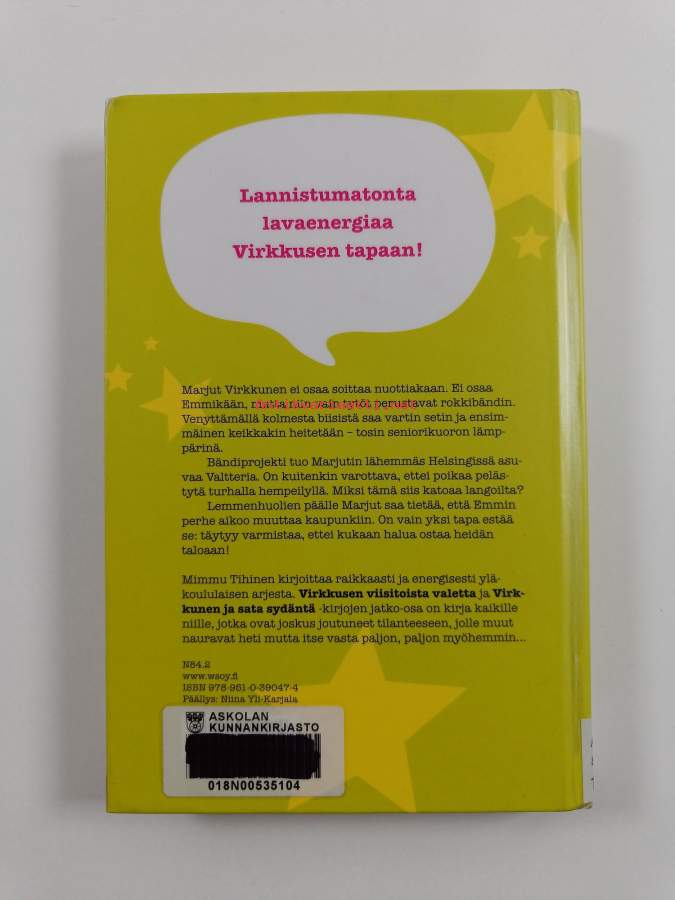 Lannistumatonta
lavaenergiaa
Virkkusen tapaan!
Marjut Virkkunen ei osaa soittaa nuottiakaan. Ei osaa
Emmikään, mutta niin vain tytöt perustavat rokkibändin.
Venyttämällä kolmesta biisistä saa vartin setin ja ensim-
mäinen keikkakin heitetään – tosin seniorikuoron lämp-
pärinä.
Bändiprojekti tuo Marjutin lähemmäs Helsingissä asu-
vaa Valtteria. On kuitenkin varottava, ettei poikaa peläs-
tytä turhalla hempeilyllä. Miksi tämä siis katoaa langoilta?
Lemmenhuolien päälle Marjut saa tietää, että Emmin
perhe aikoo muuttaa kaupunkiin. On vain yksi tapa estää
se: täytyy varmistaa, ettei kukaan halua ostaa heidän
taloaan!
Mimmu Tihinen kirjoittaa raikkaasti ja energisesti ylä-
koululaisen arjesta. Virkkusen viisitoista valetta ja Virk-
kunen ja sata sydäntä -kirjojen jatko-osa on kirja kaikille
niille, jotka ovat joskus joutuneet tilanteeseen, jolle muut
nauravat heti mutta itse vasta paljon, paljon myöhemmin...
N84.2
www.wsoy.fi
ISBN 978-951-0-39047-4
Päällys: Niina Yli-Karjala
ASKOLAN
KUNNANKIRJASTO
018N00535104